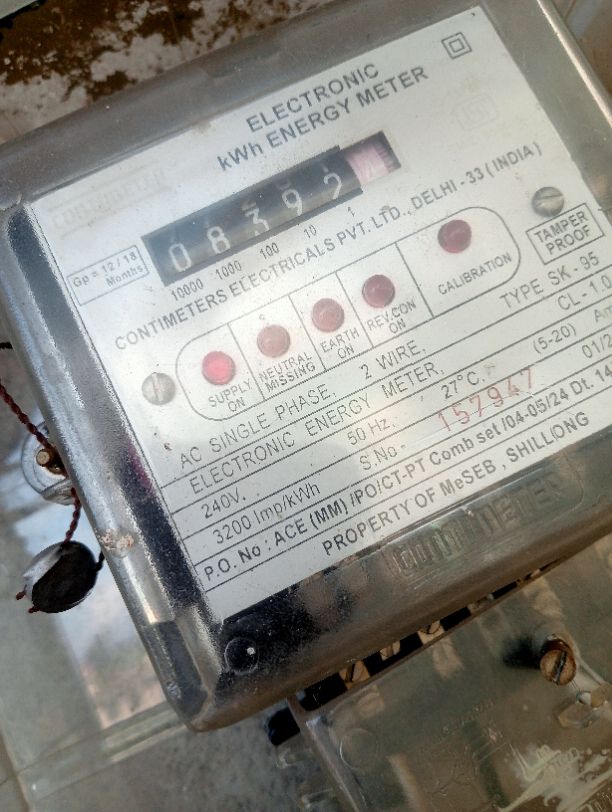 ELECTRONIC
kWh ENERGY METER
0 8 3 9 2
10000 1000 100 10 1
Gp = 12 / 18 Months
CONTIMETERS ELECTRICALS PVT. LTD., DELHI - 33 (INDIA)
SUPPLY ON
NEUTRAL MISSING
EARTH ON
REV.CON ON
CALIBRATION
TAMPER PROOF
AC SINGLE PHASE, 2 WIRE, TYPE SK - 95
ELECTRONIC ENERGY METER, CL - 1.0
240V. 50 Hz. 27°C. (5-20)
3200 Imp/kWh S.No - 157947
P.O. No : ACE (MM) /PO/CT-PT Comb set /04-05/24 Dt. 14
PROPERTY OF MeSEB , SHILLONG